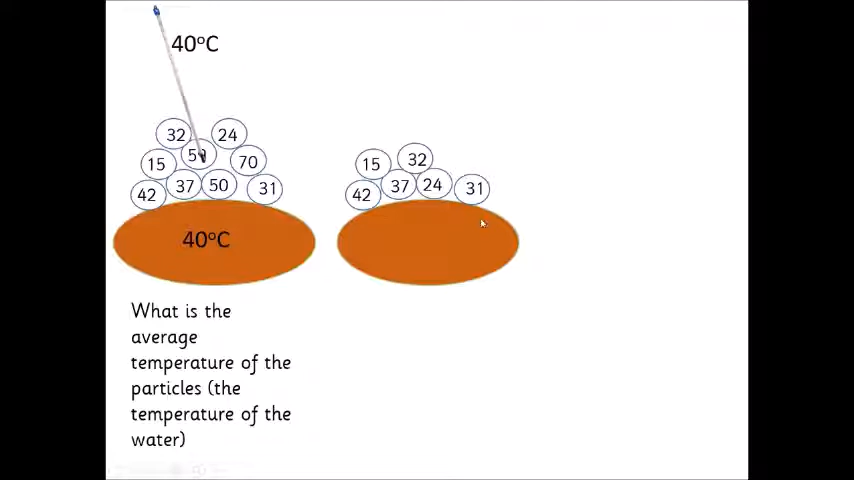 40°C
32
24
15
70
42
37
50
31
15
32
42
37
24
31
40°C
What is the
average
temperature of the
particles (the
temperature of the
water)